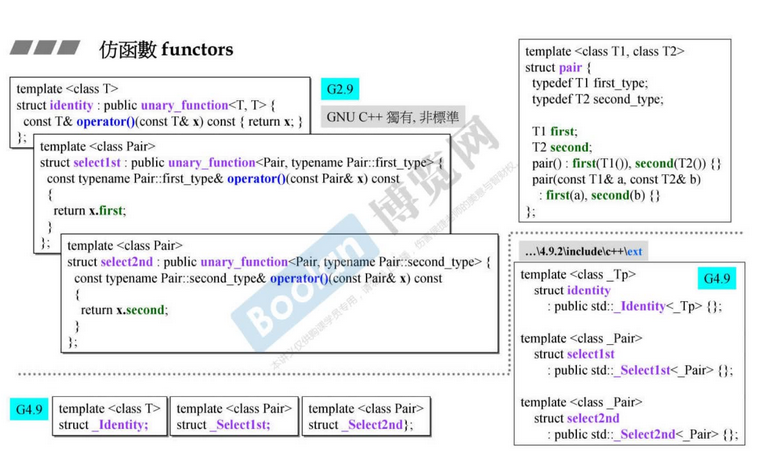 仿函數 functors
template <class T>
struct identity : public unary_function<T, T> {
const T& operator()(const T& x) const { return x; }
};
G2.9
GNU C++ 獨有, 非標準
template <class Pair>
struct select1st : public unary_function<Pair, typename Pair::first_type> {
const typename Pair::first_type& operator()(const Pair& x) const
{
return x.first;
}
};
template <class Pair>
struct select2nd : public unary_function<Pair, typename Pair::second_type> {
const typename Pair::second_type& operator()(const Pair& x) const
{
return x.second;
}
};
template <class T1, class T2>
struct pair {
typedef T1 first_type;
typedef T2 second_type;
T1 first;
T2 second;
pair() : first(T1()), second(T2()) {}
pair(const T1& a, const T2& b)
: first(a), second(b) {}
};
...\4.9.2\include\c++\ext
G4.9
template <class _Tp>
struct identity
: public std::_Identity<_Tp> {};
template <class _Pair>
struct select1st
: public std::_Select1st<_Pair> {};
template <class _Pair>
struct select2nd
: public std::_Select2nd<_Pair> {};
G4.9
template <class T>
struct _Identity;
template <class Pair>
struct _Select1st;
template <class Pair>
struct _Select2nd};
Boolan 博览网